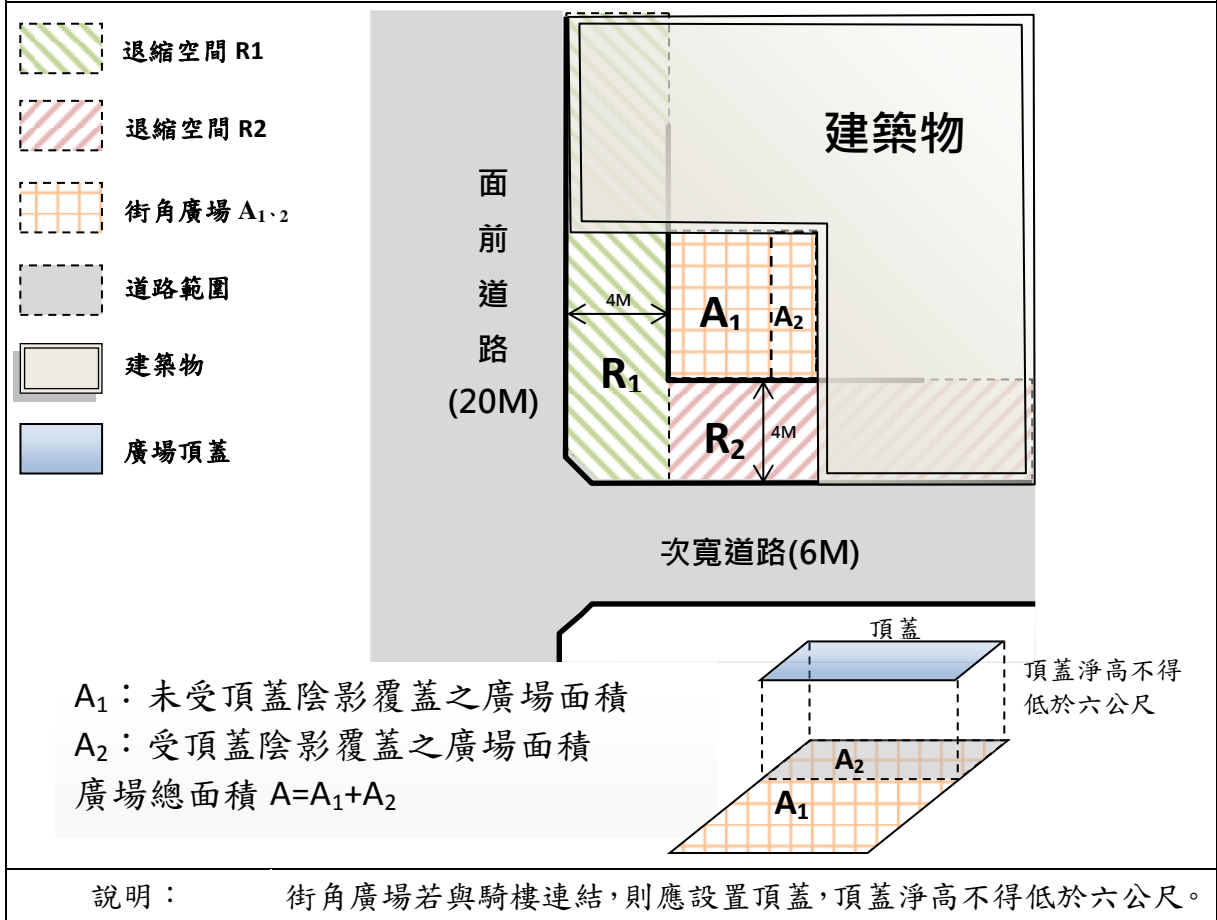 退縮空間 R1
退縮空間 R2
街角廣場 A₁、₂
道路範圍
建築物
廣場頂蓋
面前道路
(20M)
建築物
4M
A₁
A₂
R₁
R₂
4M
次寬道路(6M)
頂蓋
頂蓋淨高不得
低於六公尺
A₂
A₁
A₁：未受頂蓋陰影覆蓋之廣場面積
A₂：受頂蓋陰影覆蓋之廣場面積
廣場總面積 A=A₁+A₂
說明： 街角廣場若與騎樓連結，則應設置頂蓋，頂蓋淨高不得低於六公尺。